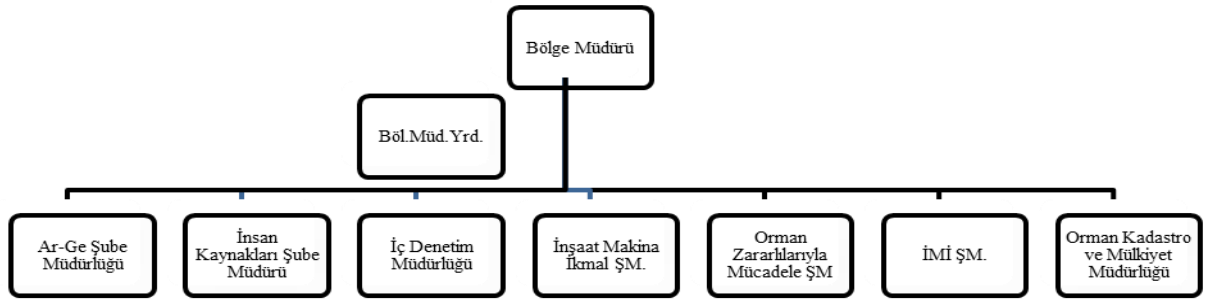 Bölge Müdürü
Böl.Müd.Yrd.
Ar-Ge Şube
Müdürlüğü
İnsan
Kaynakları Şube
Müdürü
İç Denetim
Müdürlüğü
İnşaat Makina
İkmal ŞM.
Orman
Zararlılarıyla
Mücadele ŞM
İMİ ŞM.
Orman Kadastro
ve Mülkiyet
Müdürlüğü